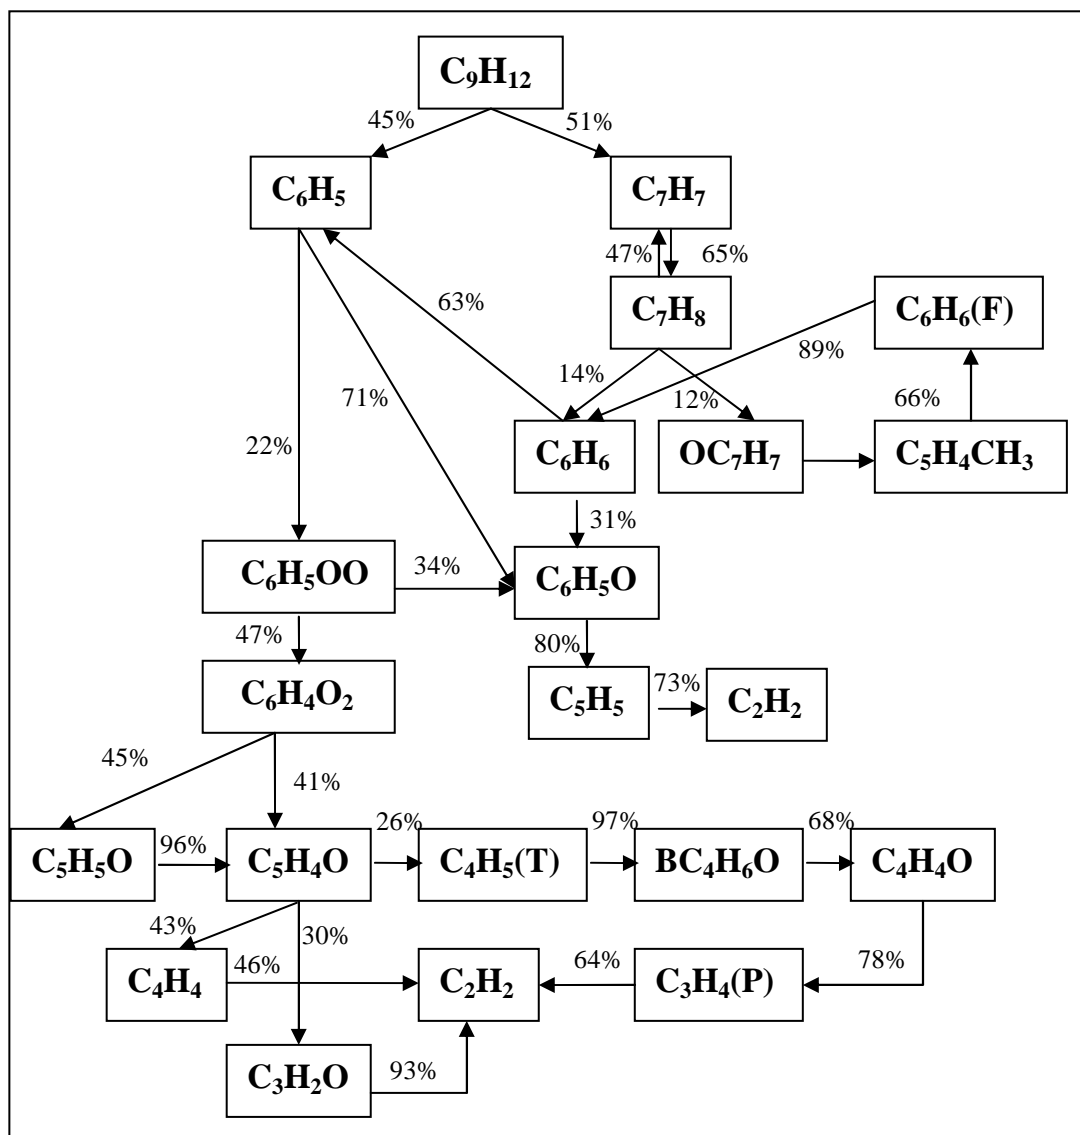 C₉H₁₂
45%
51%
C₆H₅
C₇H₇
47%
65%
63%
C₇H₈
C₆H₆(F)
89%
14%
12%
71%
66%
22%
C₆H₆
OC₇H₇
C₅H₄CH₃
31%
C₆H₅OO
34%
C₆H₅O
47%
80%
C₆H₄O₂
C₅H₅
73%
C₂H₂
45%
41%
26%
97%
68%
C₅H₅O
96%
C₅H₄O
C₄H₅(T)
BC₄H₆O
C₄H₄O
43%
30%
C₄H₄
46%
C₂H₂
64%
C₃H₄(P)
78%
C₃H₂O
93%